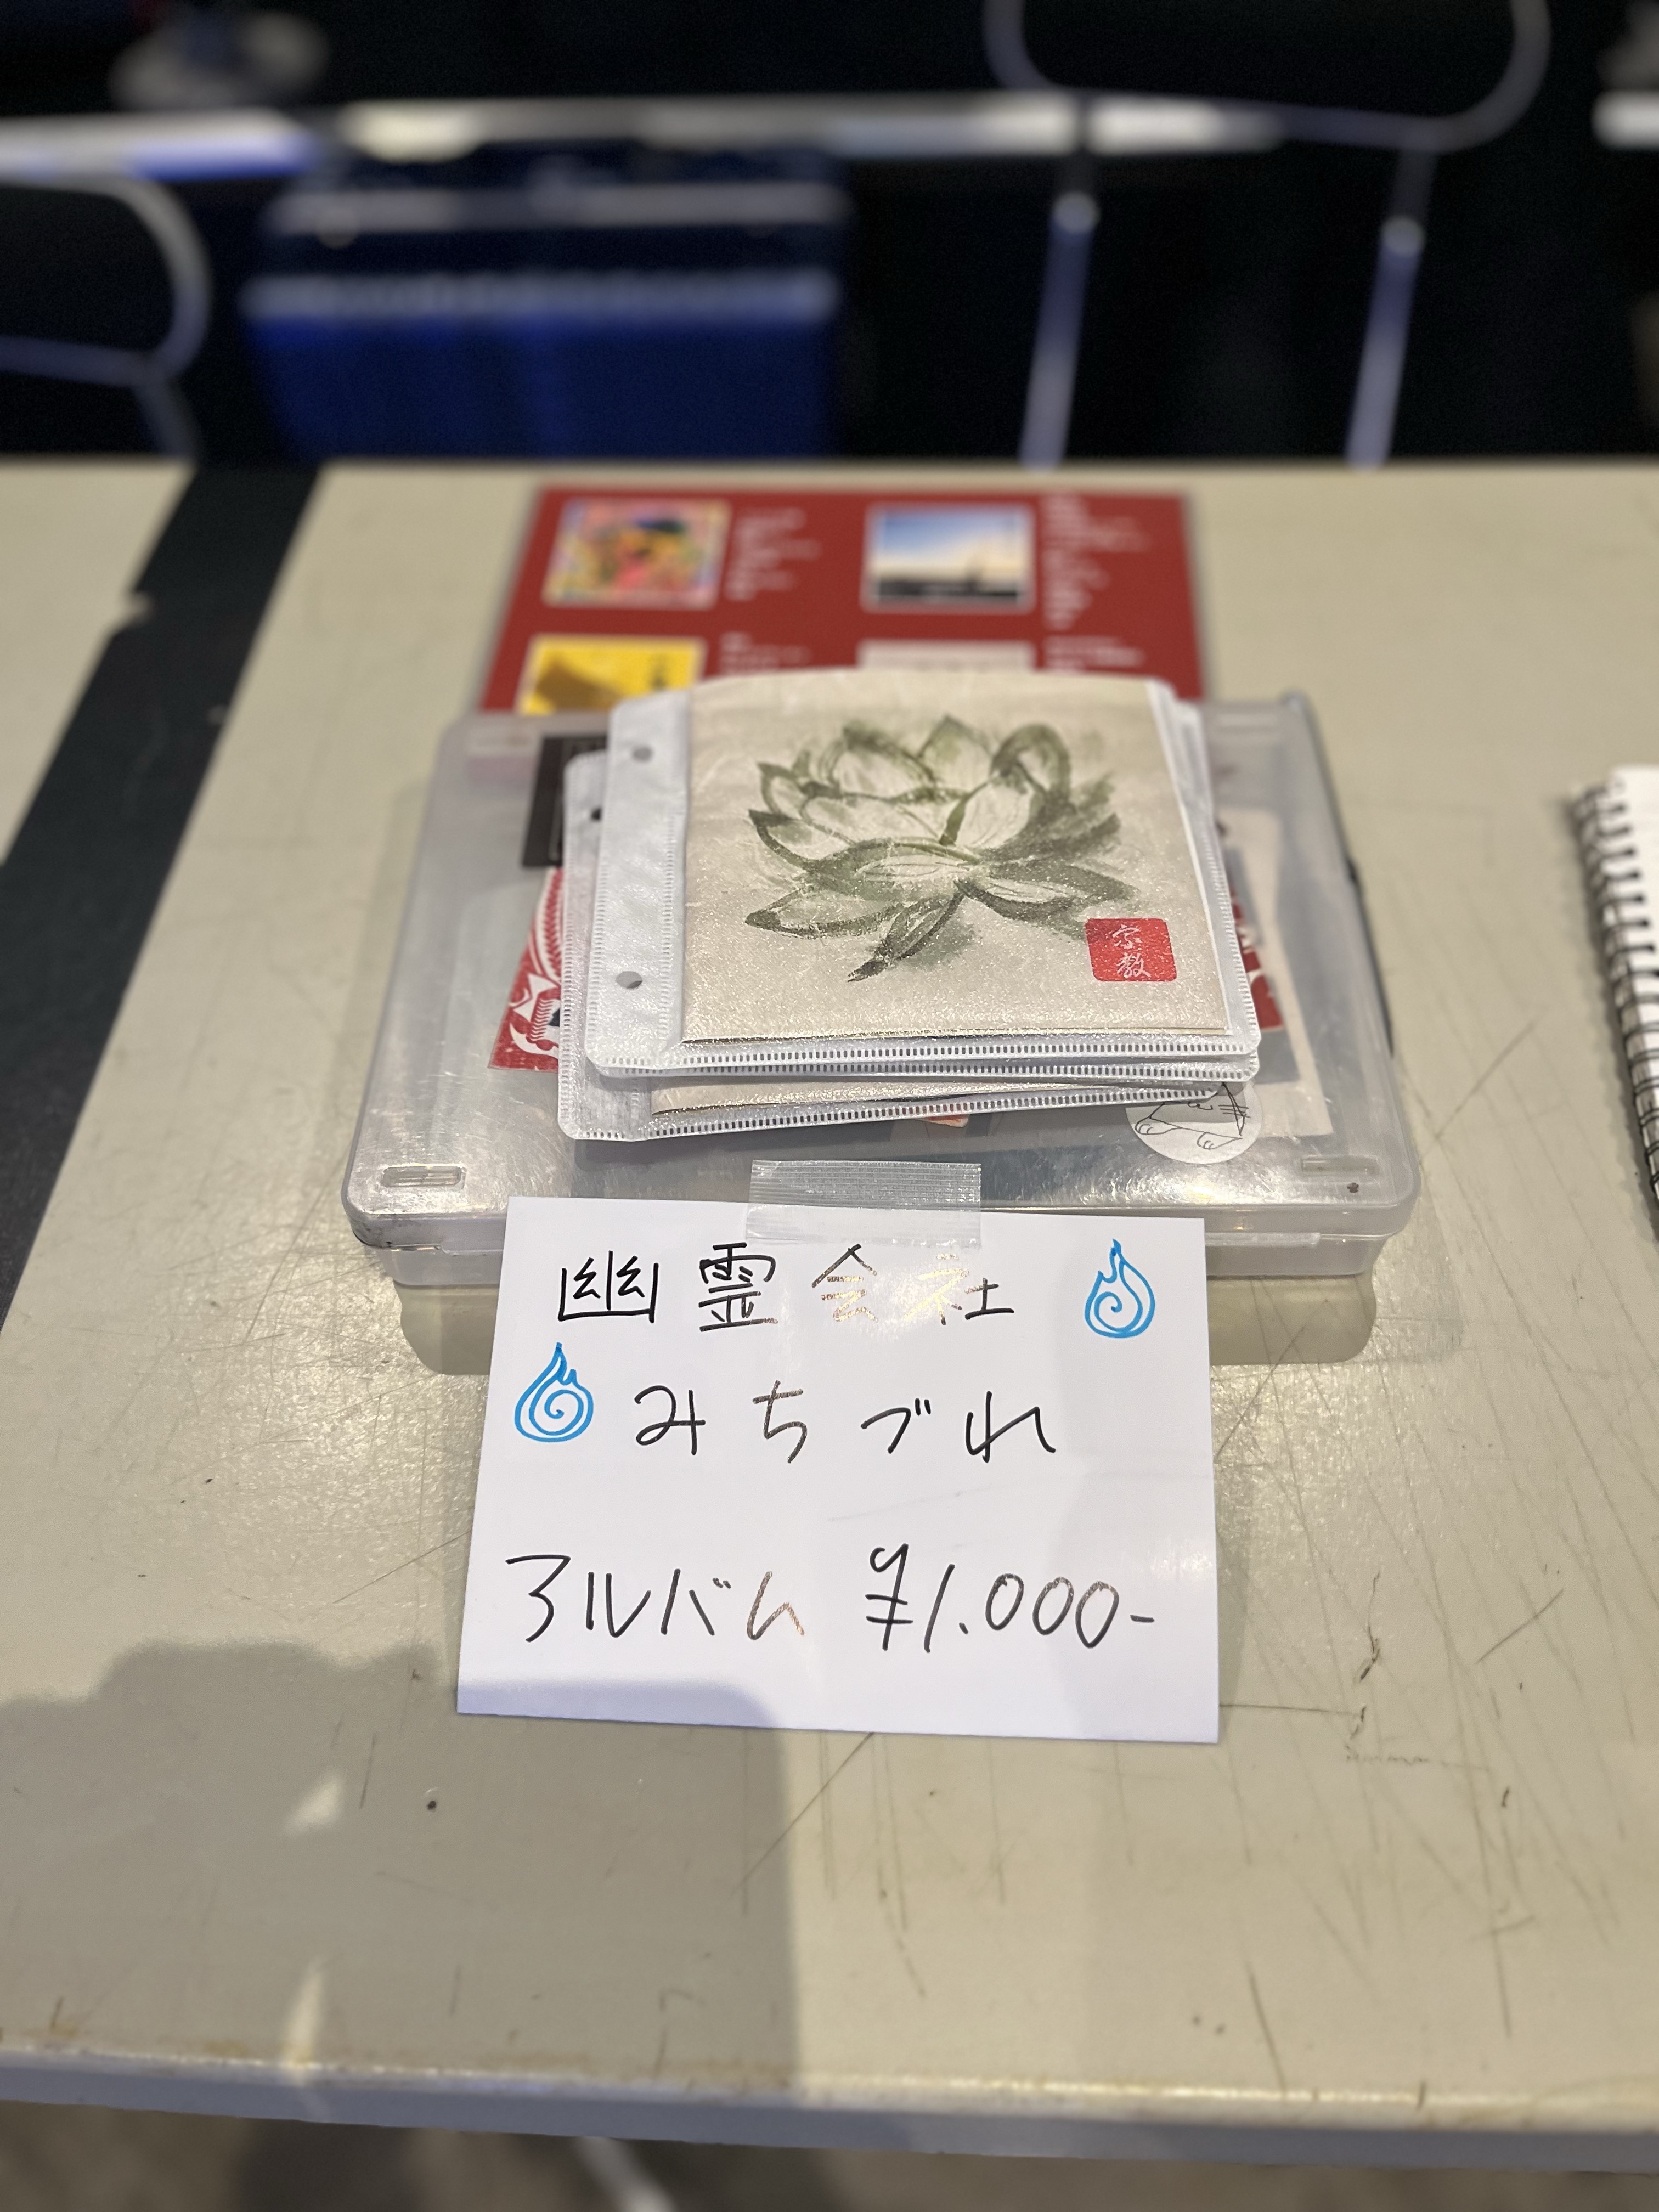 宗
教
幽霊会社
みちづれ
アルバム ¥1.000-